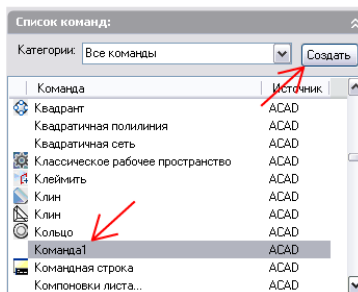 Список команд:
Категории: Все команды Создать
Команда Источник
Квадрант ACAD
Квадратичная полилиния ACAD
Квадратичная сеть ACAD
Классическое рабочее пространство ACAD
Клеймить ACAD
Клин ACAD
Клин ACAD
Кольцо ACAD
Команда1 ACAD
Командная строка ACAD
Компоновки листа... ACAD